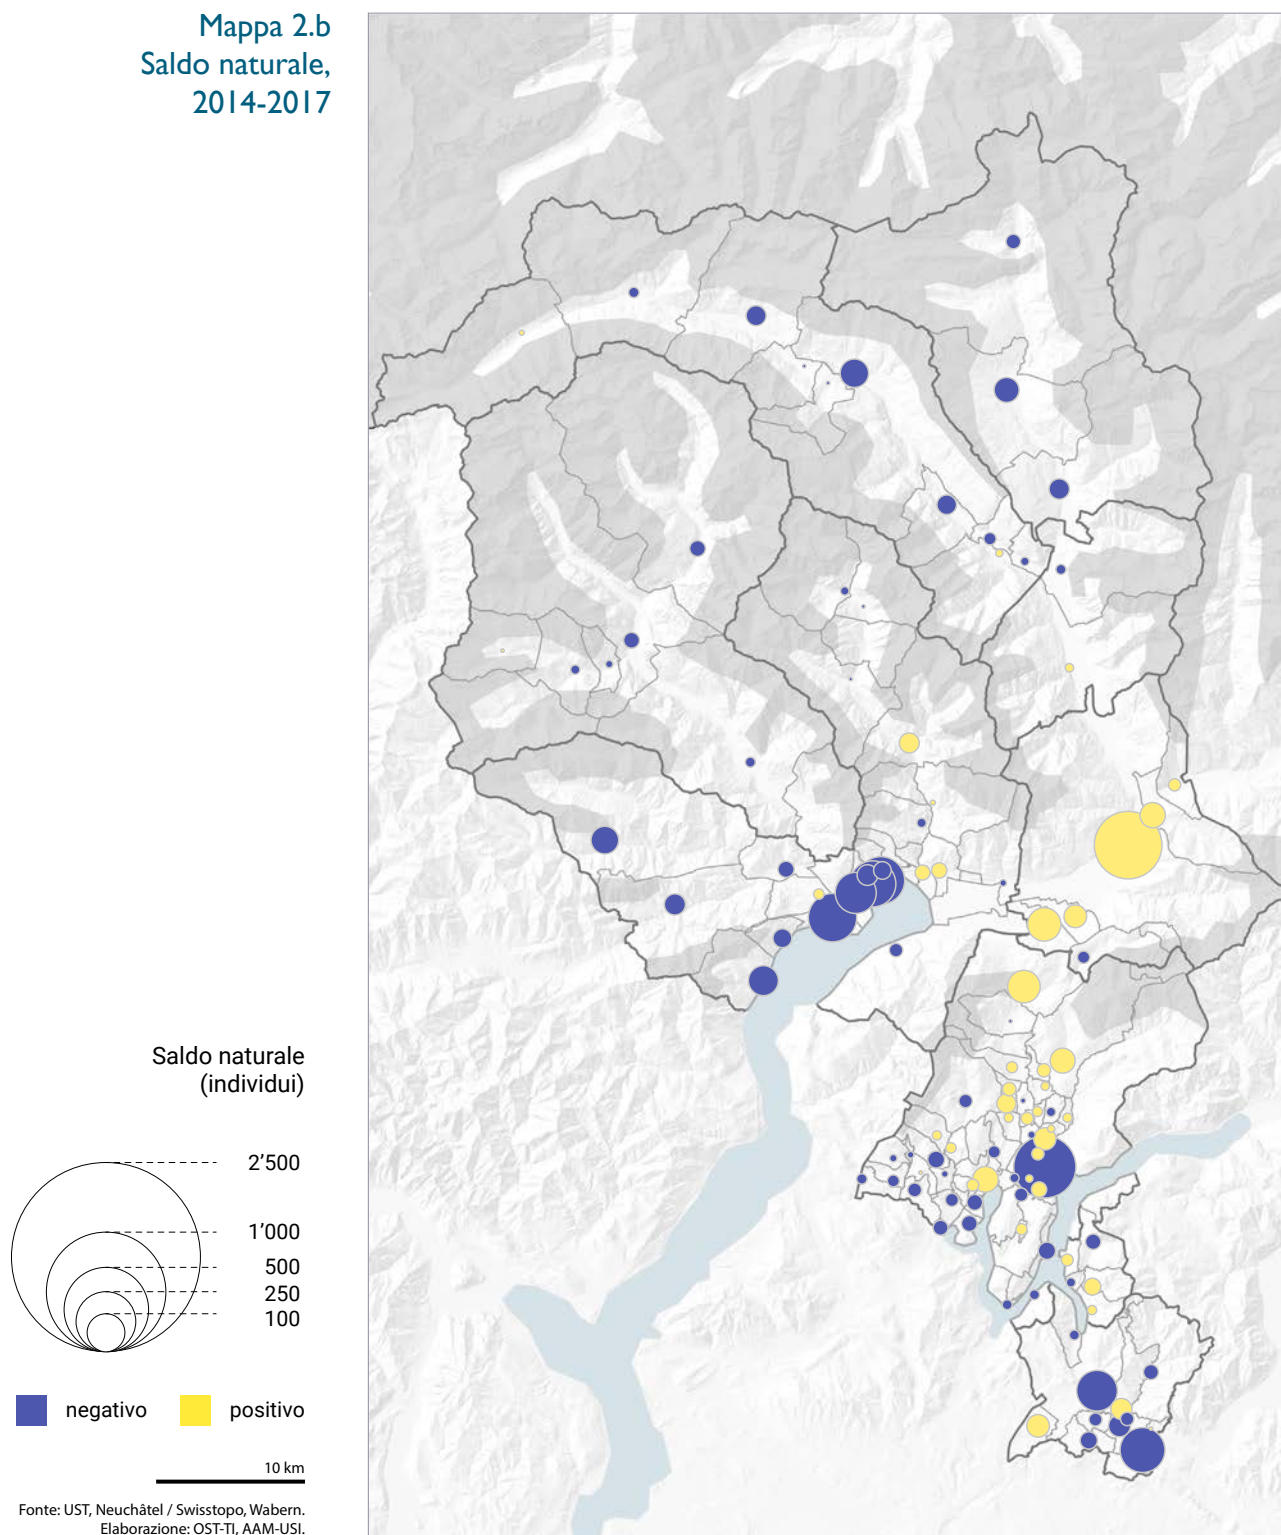 Mappa 2.b
Saldo naturale,
2014-2017
Saldo naturale
(individui)
2’500
1’000
500
250
100
negativo
positivo
10 km
Fonte: UST, Neuchâtel / Swisstopo, Wabern.
Elaborazione: OST-TI, AAM-USI.